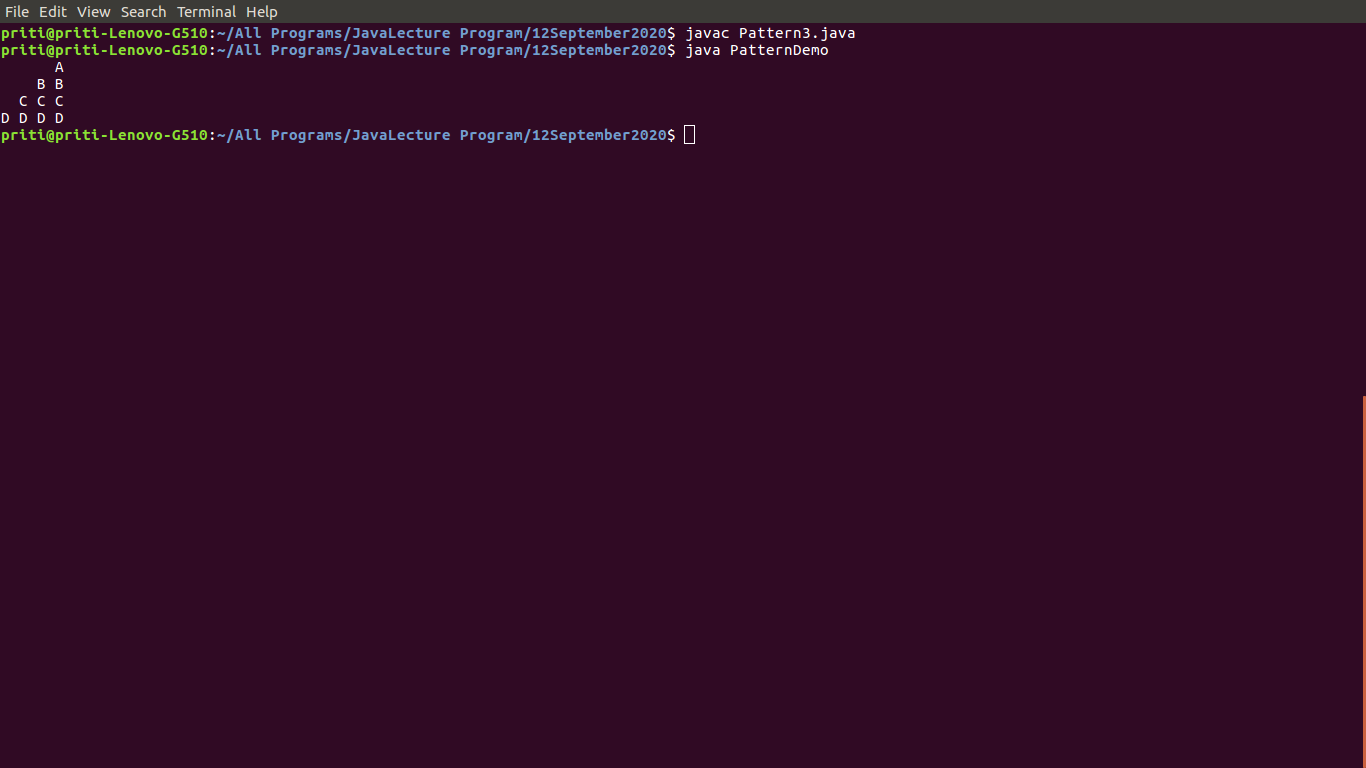 File Edit View Search Terminal Help
priti@priti-Lenovo-G510:~/All Programs/JavaLecture Program/12September2020$ javac Pattern3.java
priti@priti-Lenovo-G510:~/All Programs/JavaLecture Program/12September2020$ java PatternDemo
      A
    B B
  C C C
D D D D
priti@priti-Lenovo-G510:~/All Programs/JavaLecture Program/12September2020$